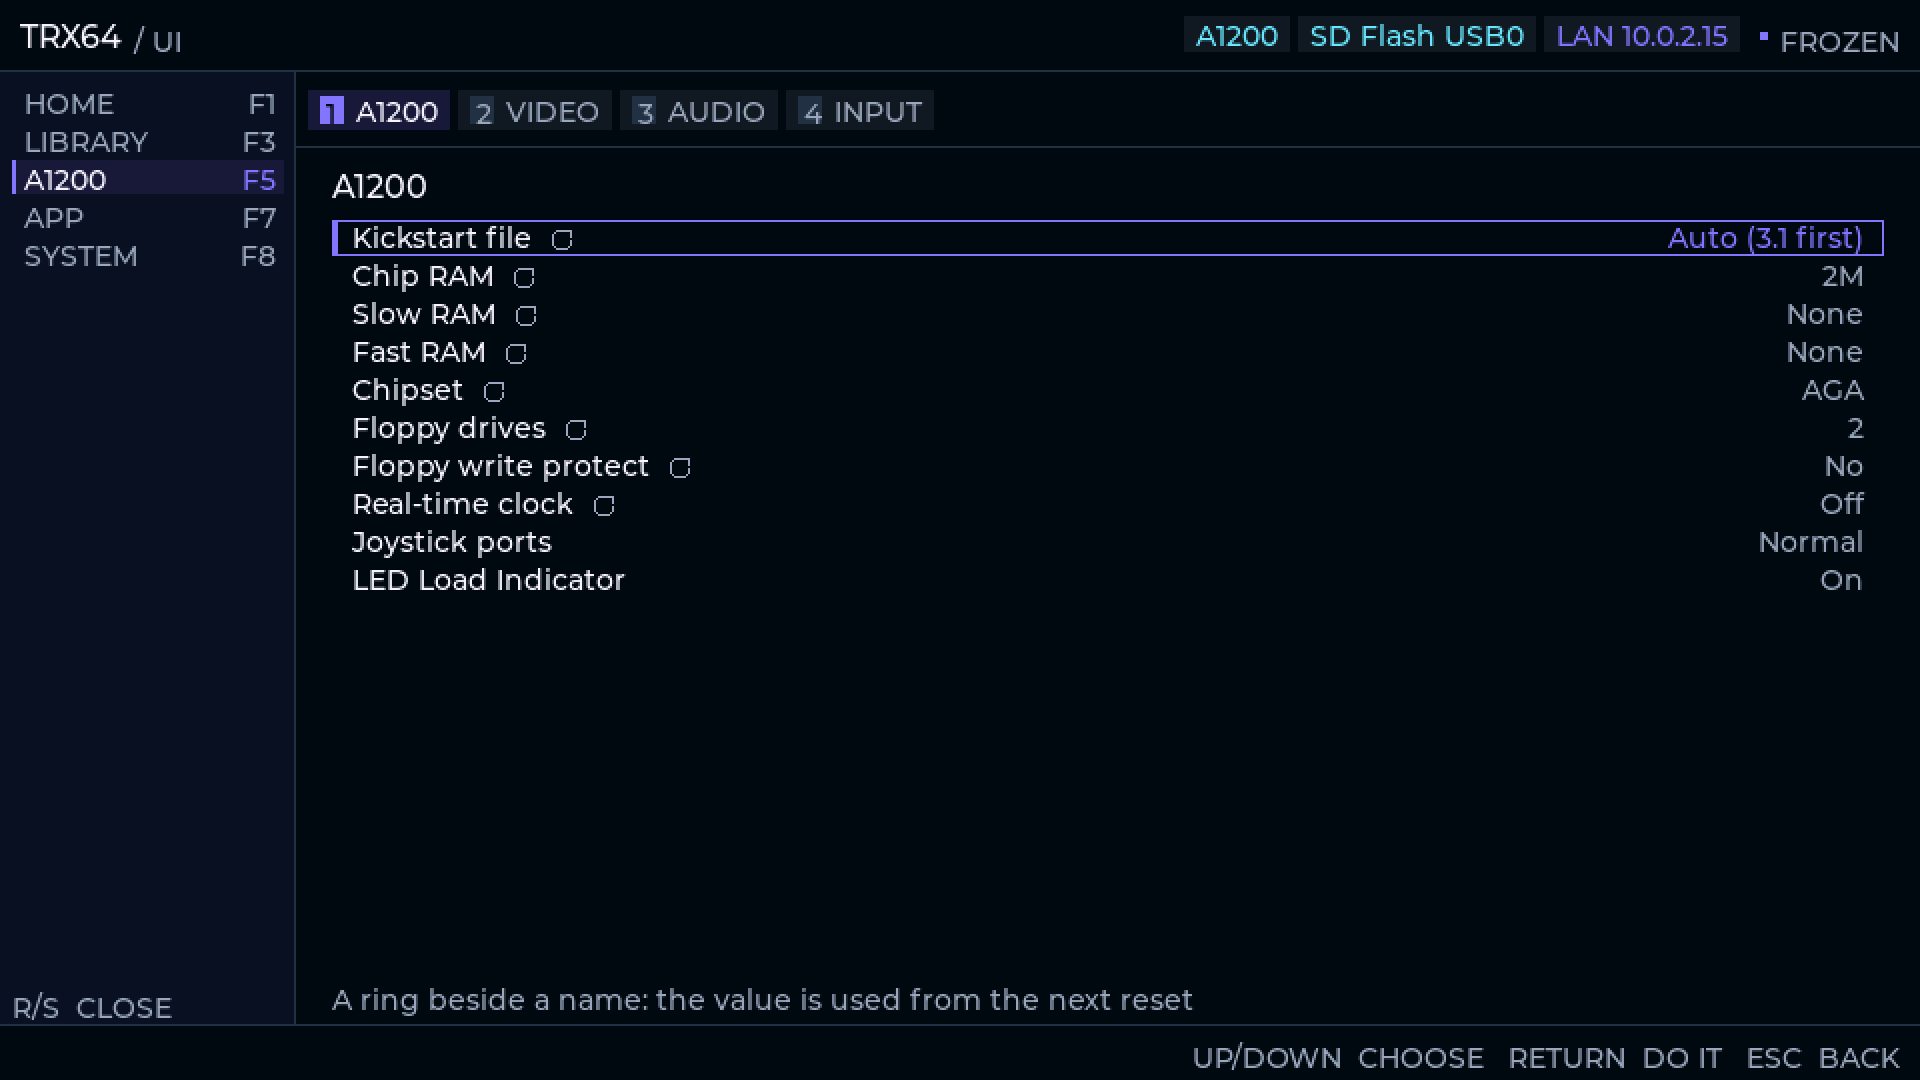 TRX64 / UI
A1200 SD Flash USB0 LAN 10.0.2.15 FROZEN
HOME F1
LIBRARY F3
A1200 F5
APP F7
SYSTEM F8
1 A1200 2 VIDEO 3 AUDIO 4 INPUT
A1200
Kickstart file Auto (3.1 first)
Chip RAM 2M
Slow RAM None
Fast RAM None
Chipset AGA
Floppy drives 2
Floppy write protect No
Real-time clock Off
Joystick ports Normal
LED Load Indicator On
A ring beside a name: the value is used from the next reset
R/S CLOSE
UP/DOWN CHOOSE RETURN DO IT ESC BACK